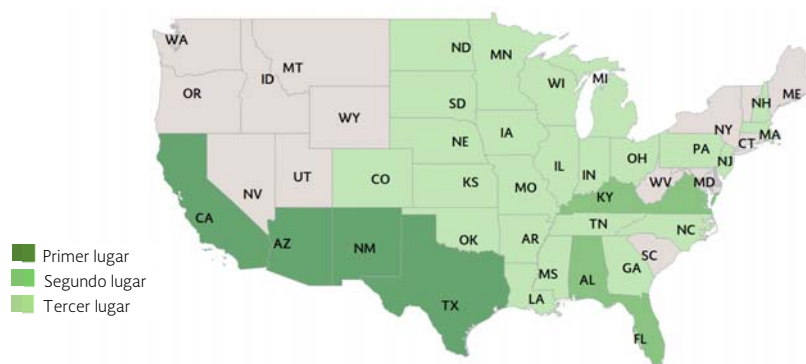 WA
ND
MN
MT
ID
WI
MI
ME
OR
SD
NH
WY
NY
MA
IA
NE
CT
PA
OH
NJ
IL
IN
NV
UT
CO
KS
MO
WV
MD
KY
CA
TN
NC
AZ
NM
OK
AR
SC
Primer lugar
MS
AL
GA
Segundo lugar
LA
TX
Tercer lugar
FL